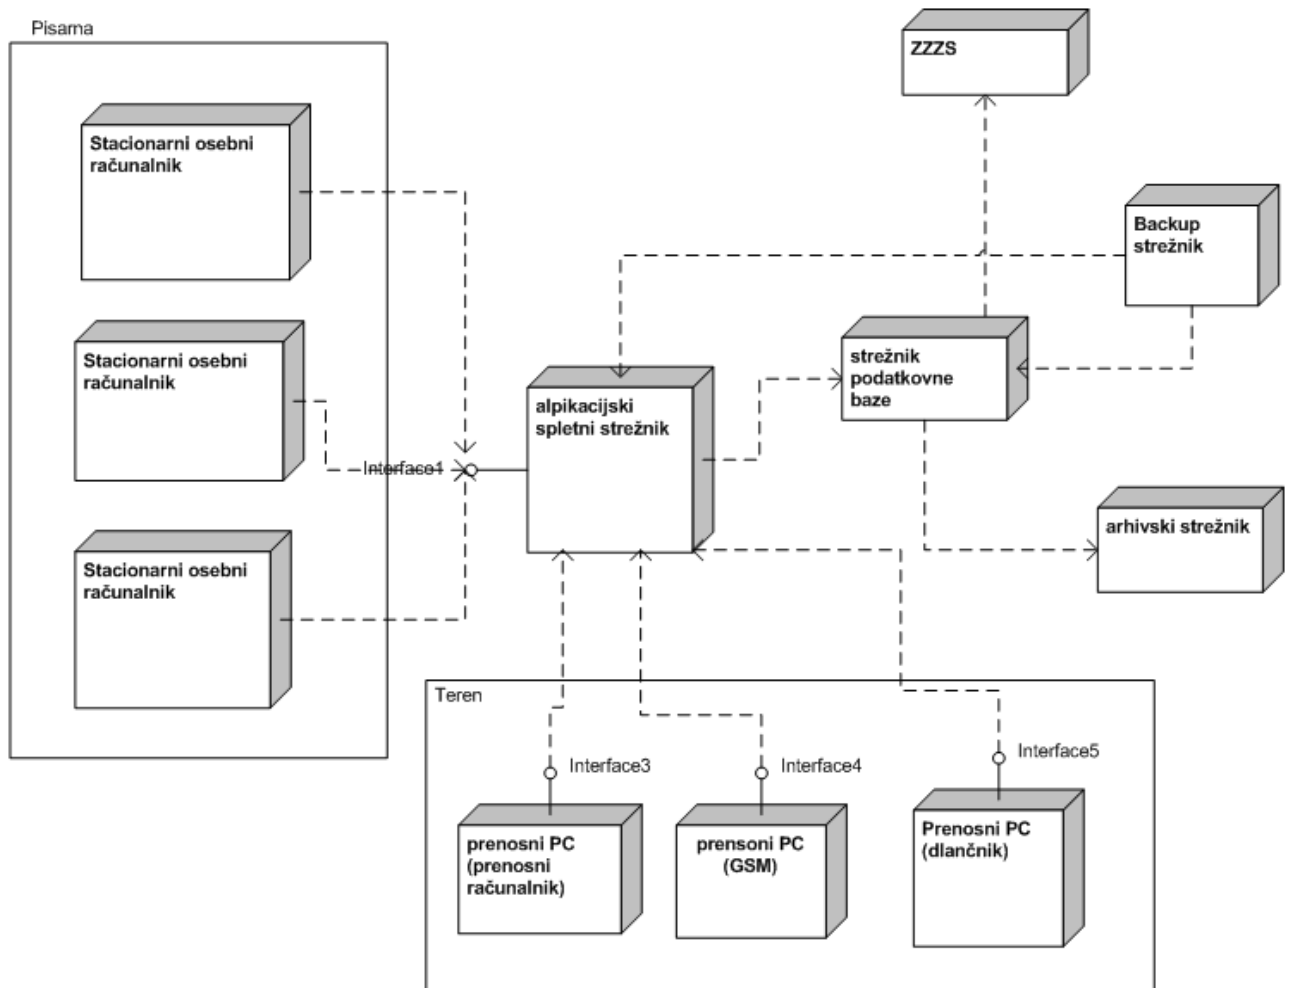 Pisarna
ZZZS
Stacionarni osebni
računalnik
Backup
strežnik
Stacionarni osebni
računalnik
strežnik
podatkovne
baze
alpikacijski
spletni strežnik
Interface1
arhivski strežnik
Stacionarni osebni
računalnik
Teren
Interface3
Interface4
Interface5
prenosni PC
(prenosni
računalnik)
prensoni PC
(GSM)
Prenosni PC
(dlančnik)